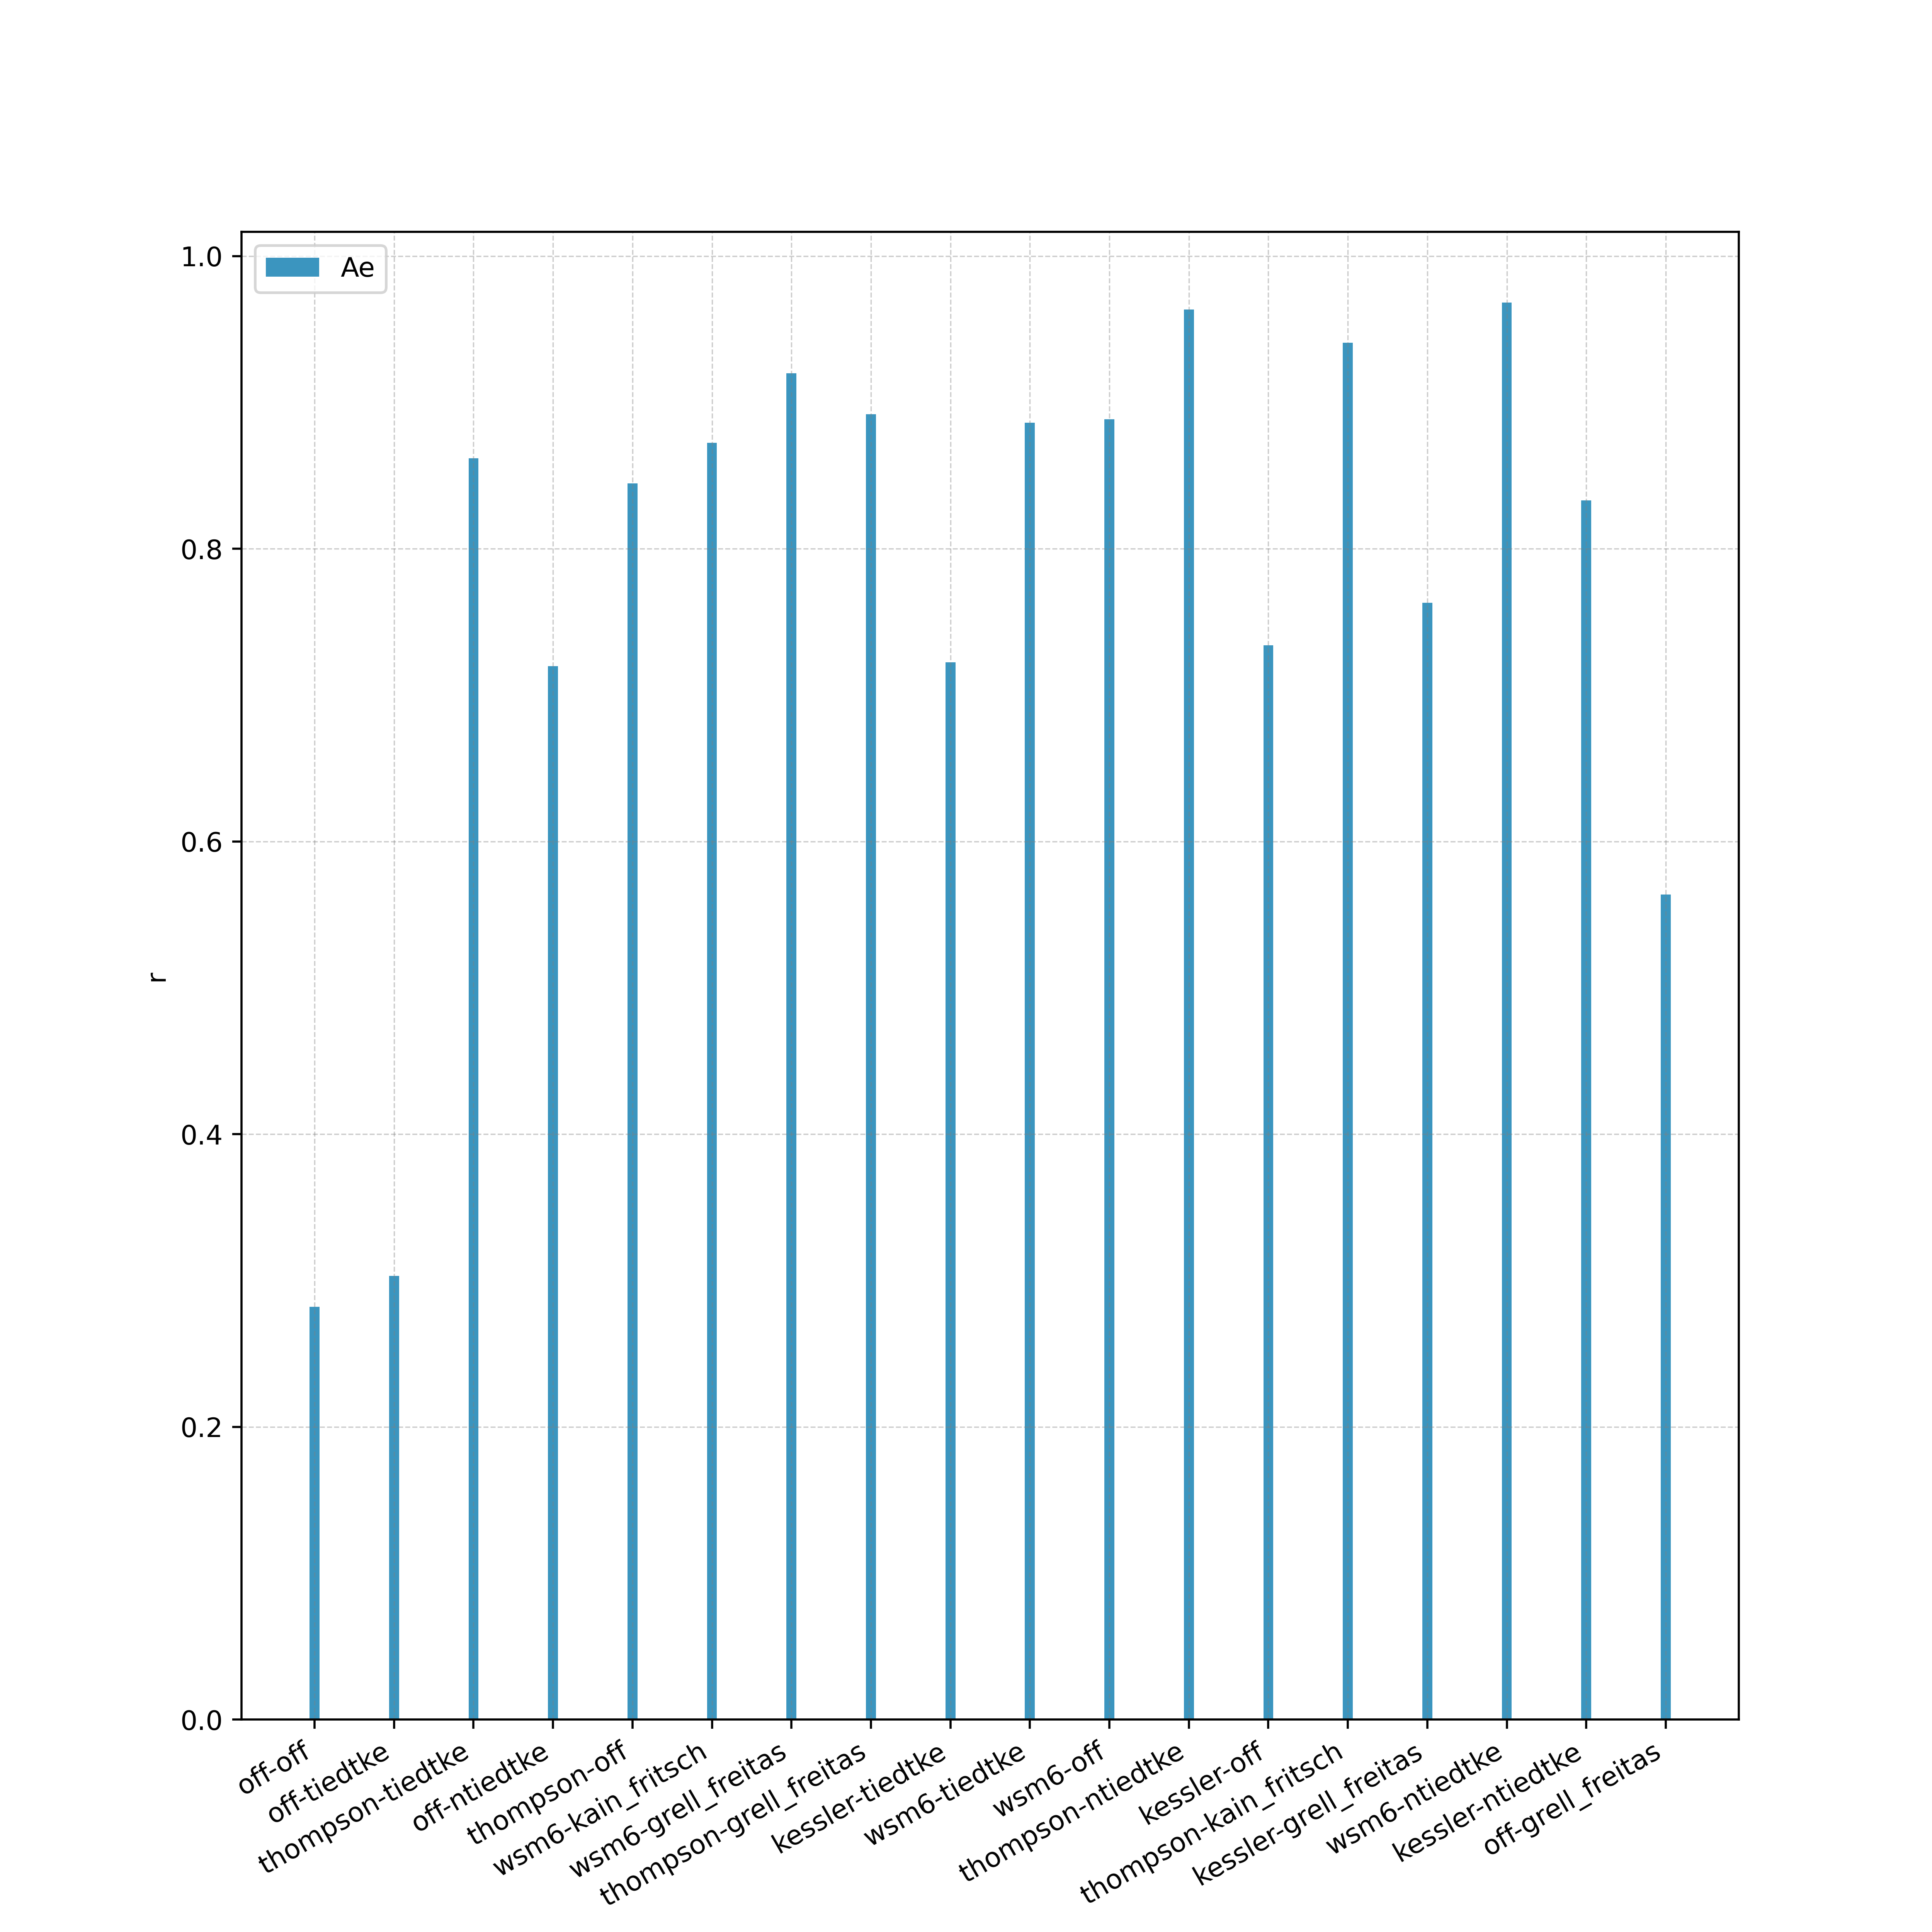 Ae
1.0
0.8
0.6
0.4
0.2
0.0
r
off-off
off-tiedtke
thompson-tiedtke
off-ntiedtke
thompson-off
wsm6-kain_fritsch
wsm6-grell_freitas
thompson-grell_freitas
kessler-tiedtke
wsm6-tiedtke
wsm6-off
thompson-ntiedtke
kessler-off
thompson-kain_fritsch
kessler-grell_freitas
wsm6-ntiedtke
kessler-ntiedtke
off-grell_freitas